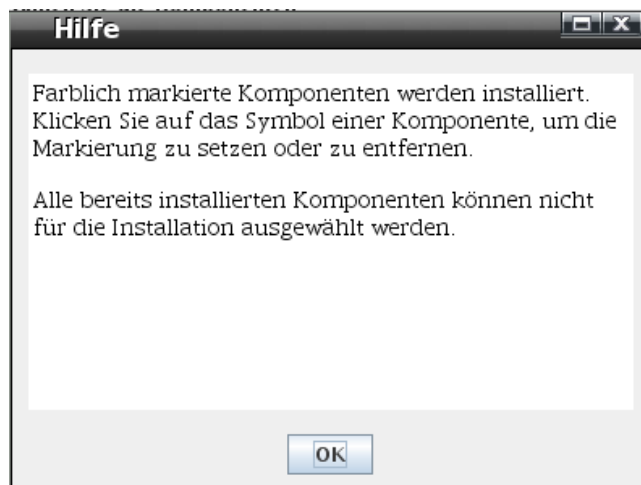 Hilfe
Farblich markierte Komponenten werden installiert.
Klicken Sie auf das Symbol einer Komponente, um die
Markierung zu setzen oder zu entfernen.
Alle bereits installierten Komponenten können nicht
für die Installation ausgewählt werden.
OK